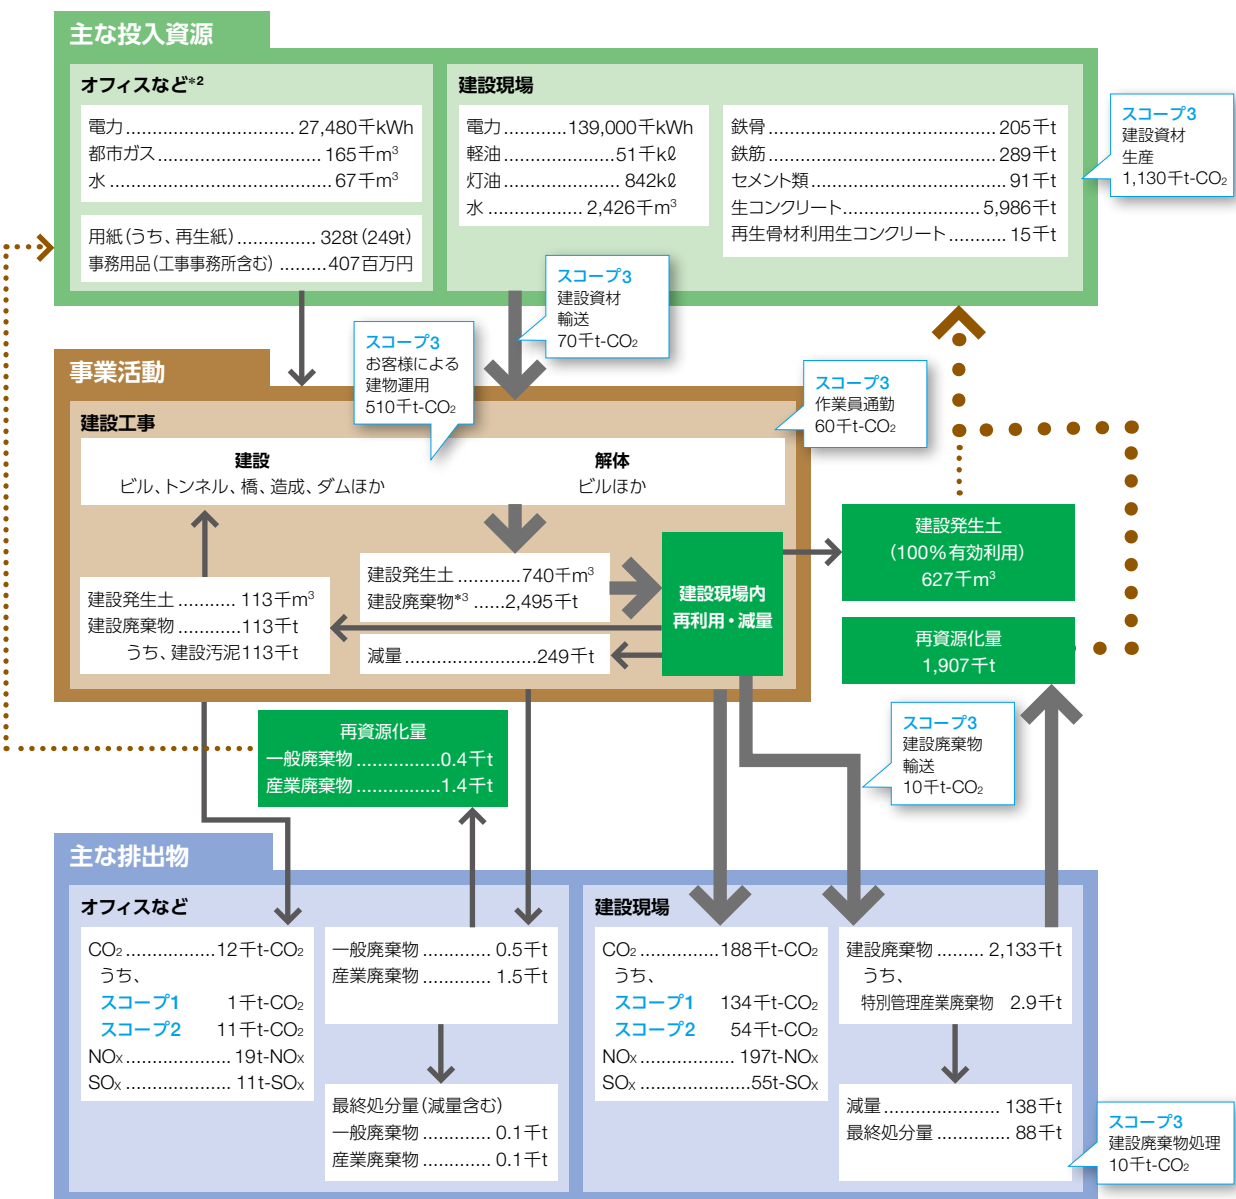 主な投入資源
オフィスなど*2
電力................................27,480千kWh
都市ガス...............................165千m³
水..........................................67千m³
用紙(うち、再生紙)...............328t(249t)
事務用品(工事事務所含む).........407百万円
建設現場
電力............139,000千kWh
軽油.....................51千kℓ
灯油......................842kℓ
水..................2,426千m³
鉄骨...........................................205千t
鉄筋...........................................289千t
セメント類.....................................91千t
生コンクリート..........................5,986千t
再生骨材利用生コンクリート...........15千t
スコープ3
建設資材
生産
1,130千t-CO₂
スコープ3
建設資材
輸送
70千t-CO₂
スコープ3
お客様による
建物運用
510千t-CO₂
スコープ3
作業員通勤
60千t-CO₂
事業活動
建設工事
建設
ビル、トンネル、橋、造成、ダムほか
解体
ビルほか
建設発生土............740千m³
建設廃棄物*3......2,495千t
建設発生土...........113千m³
建設廃棄物............113千t
うち、建設汚泥113千t
減量.........................249千t
建設現場内
再利用・減量
建設発生土
(100%有効利用)
627千m³
再資源化量
1,907千t
再資源化量
一般廃棄物................0.4千t
産業廃棄物................1.4千t
スコープ3
建設廃棄物
輸送
10千t-CO₂
主な排出物
オフィスなど
CO₂.................12千t-CO₂
うち、
スコープ1 1千t-CO₂
スコープ2 11千t-CO₂
NOx....................19t-NOx
SOx....................11t-SOx
一般廃棄物.............0.5千t
産業廃棄物.............1.5千t
最終処分量(減量含む)
一般廃棄物.............0.1千t
産業廃棄物.............0.1千t
建設現場
CO₂...............188千t-CO₂
うち、
スコープ1 134千t-CO₂
スコープ2 54千t-CO₂
NOx..................197t-NOx
SOx.....................55t-SOx
建設廃棄物.........2,133千t
うち、
特別管理産業廃棄物 2.9千t
減量......................138千t
最終処分量..............88千t
スコープ3
建設廃棄物処理
10千t-CO₂